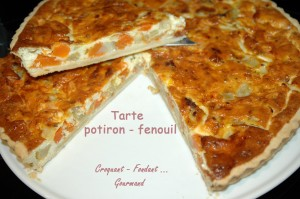 Tarte
potiron - fenouil
Croquant - Fondant ...
Gourmand